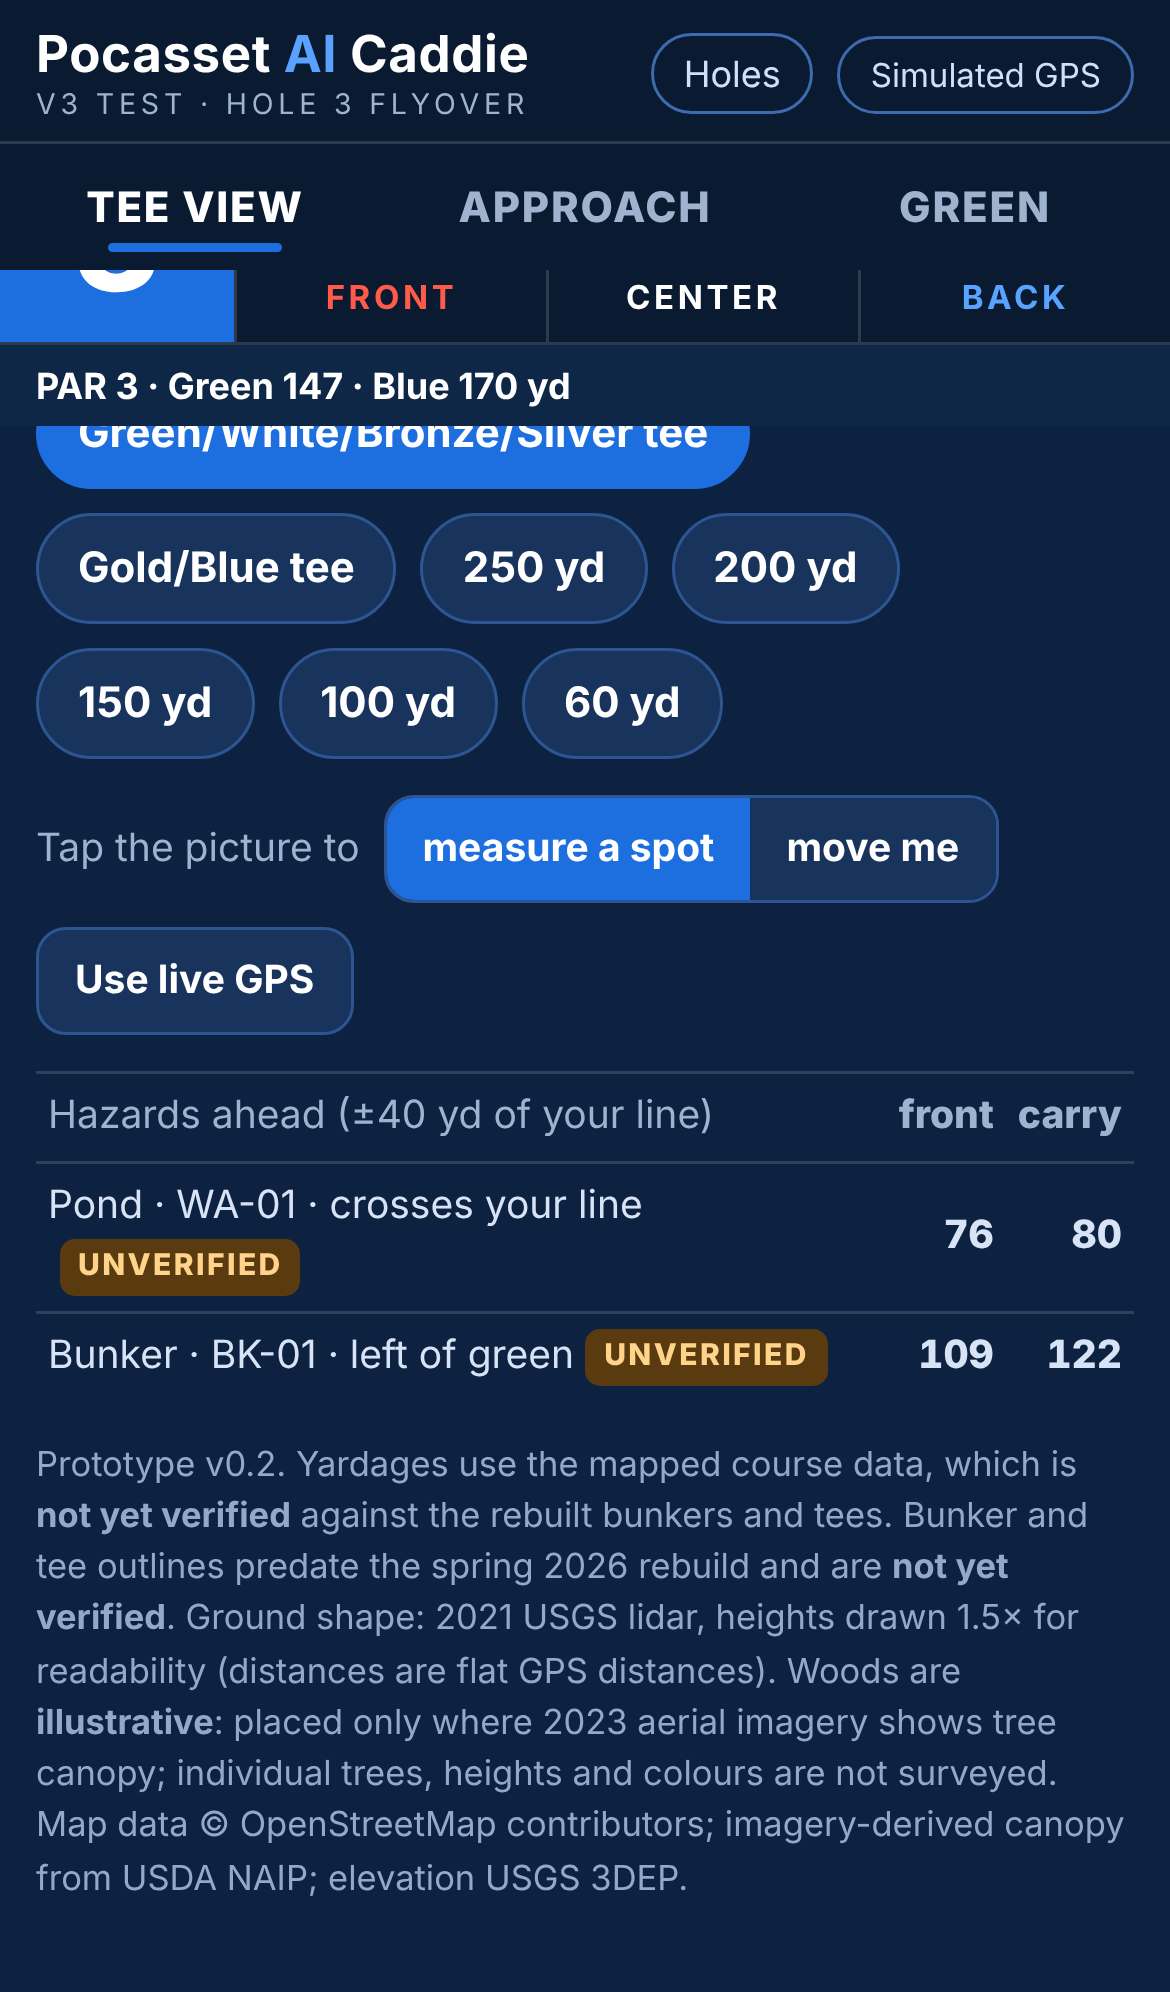 Pocasset AI Caddie
V3 TEST · HOLE 3 FLYOVER
Holes
Simulated GPS
TEE VIEW
APPROACH
GREEN
FRONT
CENTER
BACK
PAR 3 · Green 147 · Blue 170 yd
Green/White/Bronze/Silver tee
Gold/Blue tee
250 yd
200 yd
150 yd
100 yd
60 yd
Tap the picture to
measure a spot
move me
Use live GPS
Hazards ahead (±40 yd of your line) front carry
Pond · WA-01 · crosses your line
UNVERIFIED
76 80
Bunker · BK-01 · left of green UNVERIFIED 109 122
Prototype v0.2. Yardages use the mapped course data, which is
not yet verified against the rebuilt bunkers and tees. Bunker and
tee outlines predate the spring 2026 rebuild and are not yet
verified. Ground shape: 2021 USGS lidar, heights drawn 1.5× for
readability (distances are flat GPS distances). Woods are
illustrative: placed only where 2023 aerial imagery shows tree
canopy; individual trees, heights and colours are not surveyed.
Map data © OpenStreetMap contributors; imagery-derived canopy
from USDA NAIP; elevation USGS 3DEP.